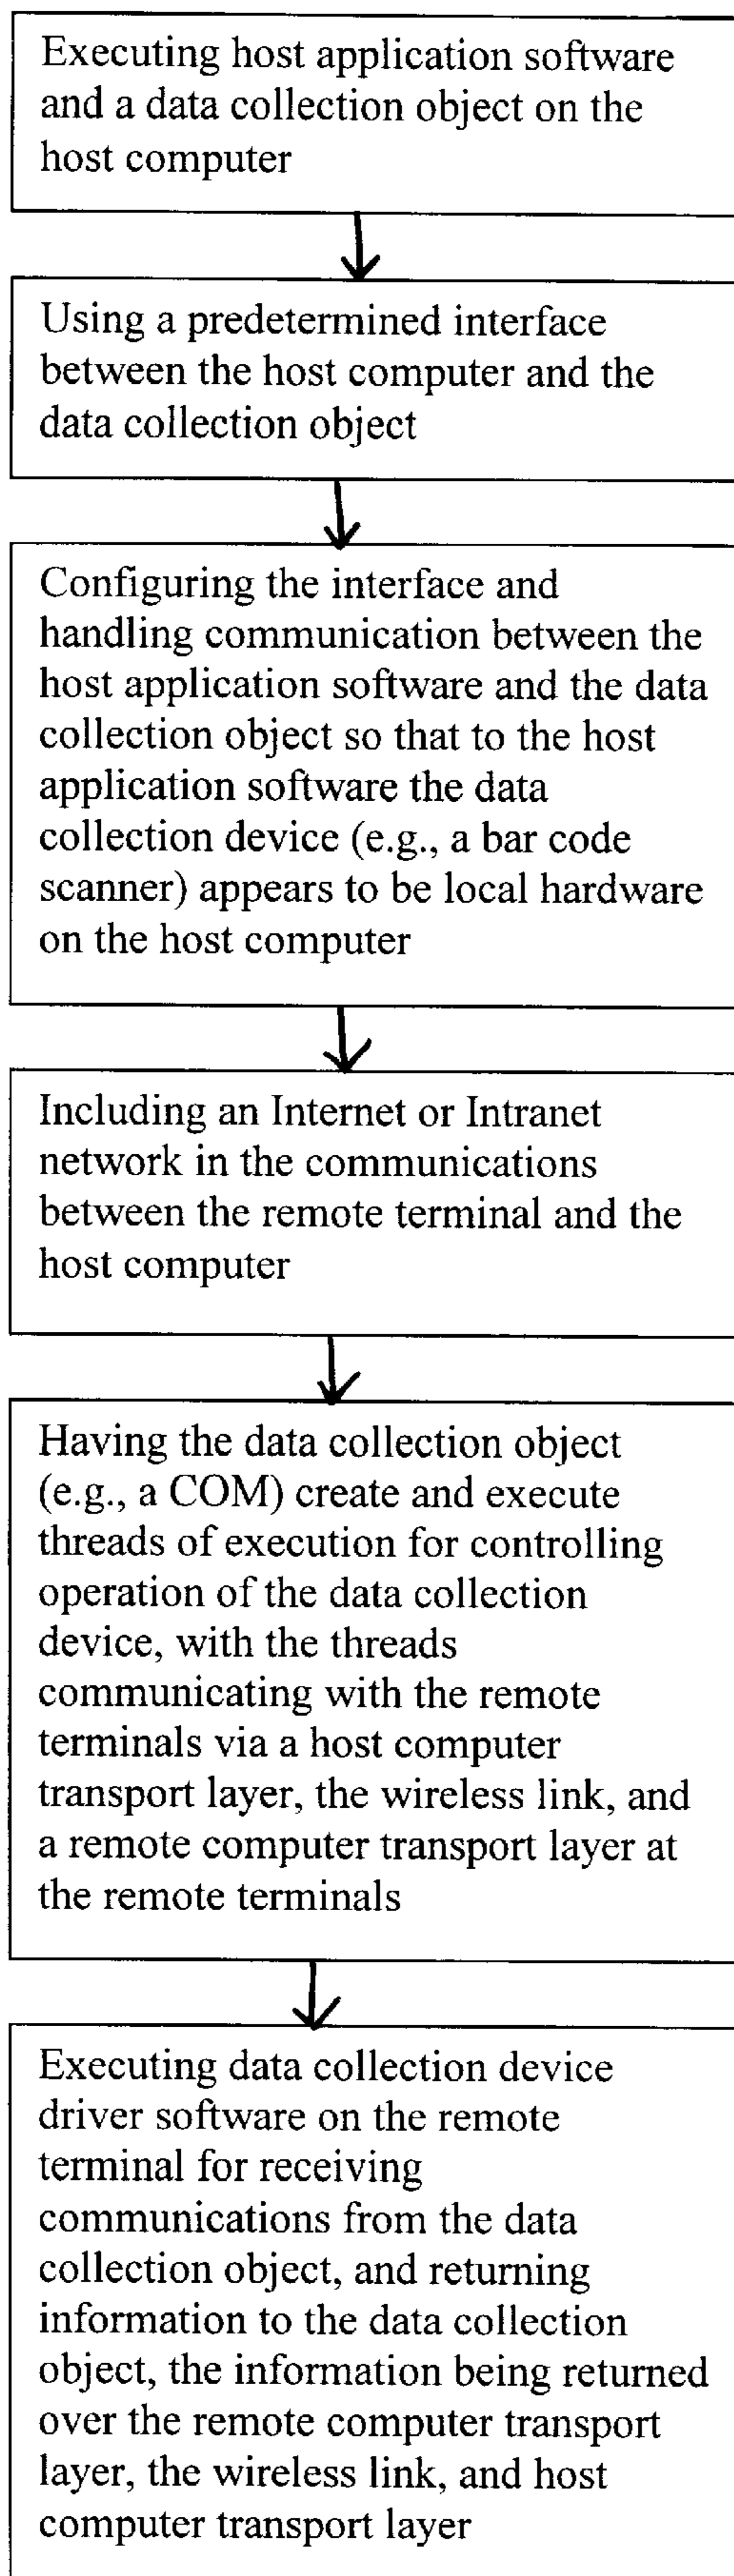 Executing host application software
and a data collection object on the
host computer
Using a predetermined interface
between the host computer and the
data collection object
Configuring the interface and
handling communication between the
host application software and the data
collection object so that to the host
application software the data
collection device (e.g., a bar code
scanner) appears to be local hardware
on the host computer
Including an Internet or Intranet
network in the communications
between the remote terminal and the
host computer
Having the data collection object
(e.g., a COM) create and execute
threads of execution for controlling
operation of the data collection
device, with the threads
communicating with the remote
terminals via a host computer
transport layer, the wireless link, and
a remote computer transport layer at
the remote terminals
Executing data collection device
driver software on the remote
terminal for receiving
communications from the data
collection object, and returning
information to the data collection
object, the information being returned
over the remote computer transport
layer, the wireless link, and host
computer transport layer